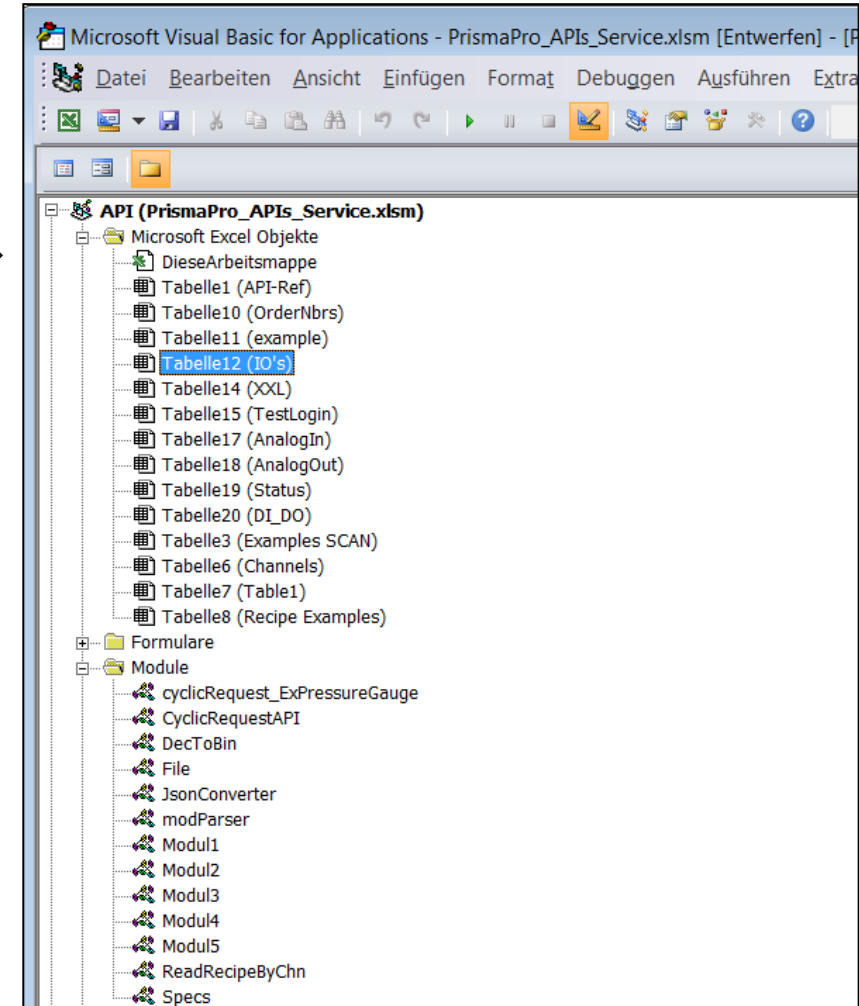 Microsoft Visual Basic for Applications - PrismaPro_APIs_Service.xlsm [Entwerfen] - [P
Datei Bearbeiten Ansicht Einfügen Format Debuggen Ausführen Extra
API (PrismaPro_APIs_Service.xlsm)
Microsoft Excel Objekte
DieseArbeitsmappe
Tabelle1 (API-Ref)
Tabelle10 (OrderNbrs)
Tabelle11 (example)
Tabelle12 (IO's)
Tabelle14 (XXL)
Tabelle15 (TestLogin)
Tabelle17 (AnalogIn)
Tabelle18 (AnalogOut)
Tabelle19 (Status)
Tabelle20 (DI_DO)
Tabelle3 (Examples SCAN)
Tabelle6 (Channels)
Tabelle7 (Table1)
Tabelle8 (Recipe Examples)
Formulare
Module
cyclicRequest_ExPressureGauge
CyclicRequestAPI
DecToBin
File
JsonConverter
modParser
Modul1
Modul2
Modul3
Modul4
Modul5
ReadRecipeByChn
Specs